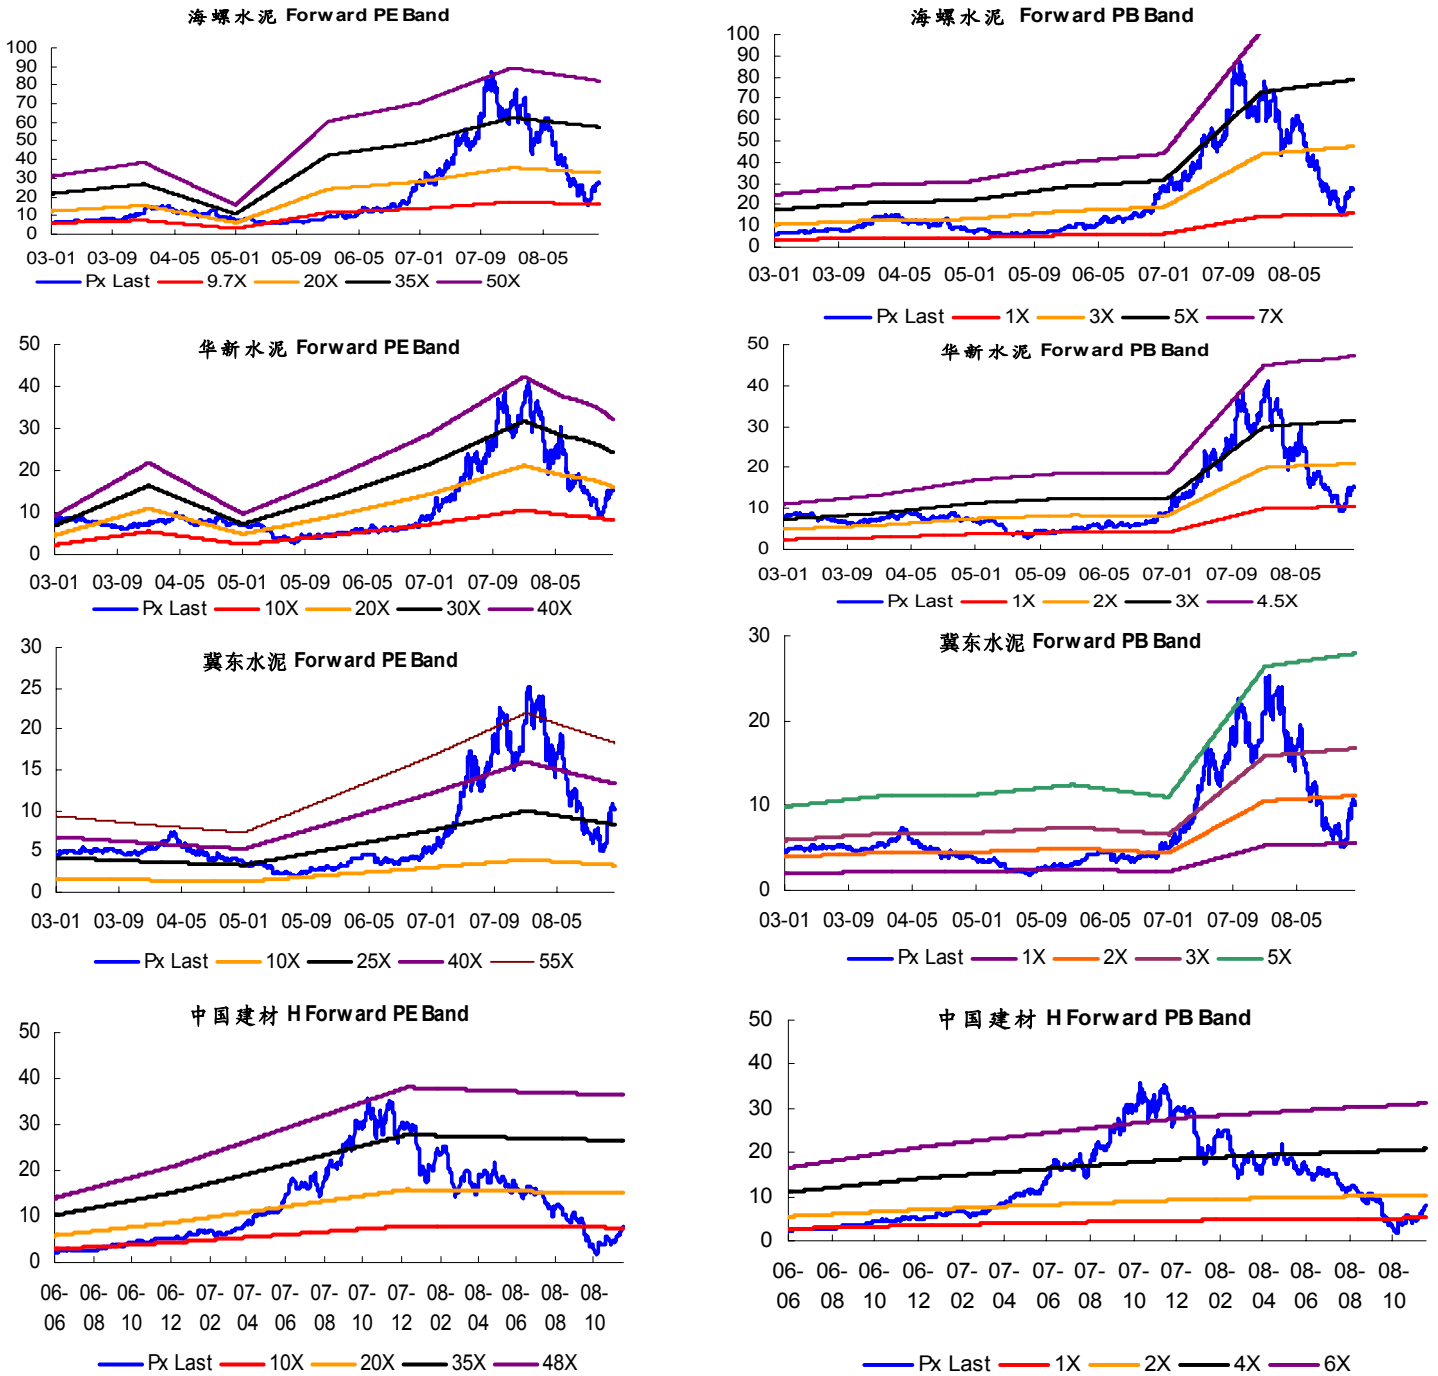 海螺水泥 Forward PE Band
100
90
80
70
60
50
40
30
20
10
0
03-01 03-09 04-05 05-01 05-09 06-05 07-01 07-09 08-05
Px Last 9.7X 20X 35X 50X
海螺水泥 Forward PB Band
100
90
80
70
60
50
40
30
20
10
0
03-01 03-09 04-05 05-01 05-09 06-05 07-01 07-09 08-05
Px Last 1X 3X 5X 7X
华新水泥 Forward PE Band
50
40
30
20
10
0
03-01 03-09 04-05 05-01 05-09 06-05 07-01 07-09 08-05
Px Last 10X 20X 30X 40X
华新水泥 Forward PB Band
50
40
30
20
10
0
03-01 03-09 04-05 05-01 05-09 06-05 07-01 07-09 08-05
Px Last 1X 2X 3X 4.5X
冀东水泥 Forward PE Band
30
25
20
15
10
5
0
03-01 03-09 04-05 05-01 05-09 06-05 07-01 07-09 08-05
Px Last 10X 25X 40X 55X
冀东水泥 Forward PB Band
30
20
10
0
03-01 03-09 04-05 05-01 05-09 06-05 07-01 07-09 08-05
Px Last 1X 2X 3X 5X
中国建材 H Forward PE Band
50
40
30
20
10
0
06- 06- 06- 06- 07- 07- 07- 07- 07- 07- 08- 08- 08- 08- 08-
06 08 10 12 02 04 06 08 10 12 02 04 06 08 10
Px Last 10X 20X 35X 48X
中国建材 H Forward PB Band
50
40
30
20
10
0
06- 06- 06- 06- 07- 07- 07- 07- 07- 07- 08- 08- 08- 08- 08-
06 08 10 12 02 04 06 08 10 12 02 04 06 08 10
Px Last 1X 2X 4X 6X